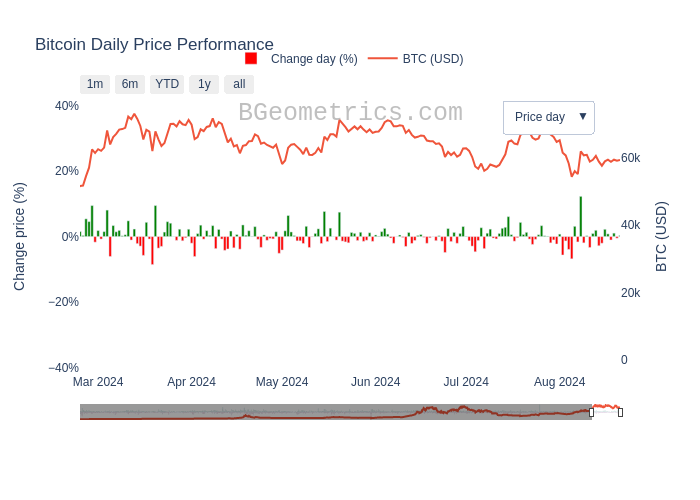 Bitcoin Daily Price Performance
Change day (%) BTC (USD)
1m 6m YTD 1y all
BGeometrics.com
Price day ▼
40%
20%
0%
−20%
−40%
Change price (%)
60k
40k
20k
0
BTC (USD)
Mar 2024 Apr 2024 May 2024 Jun 2024 Jul 2024 Aug 2024